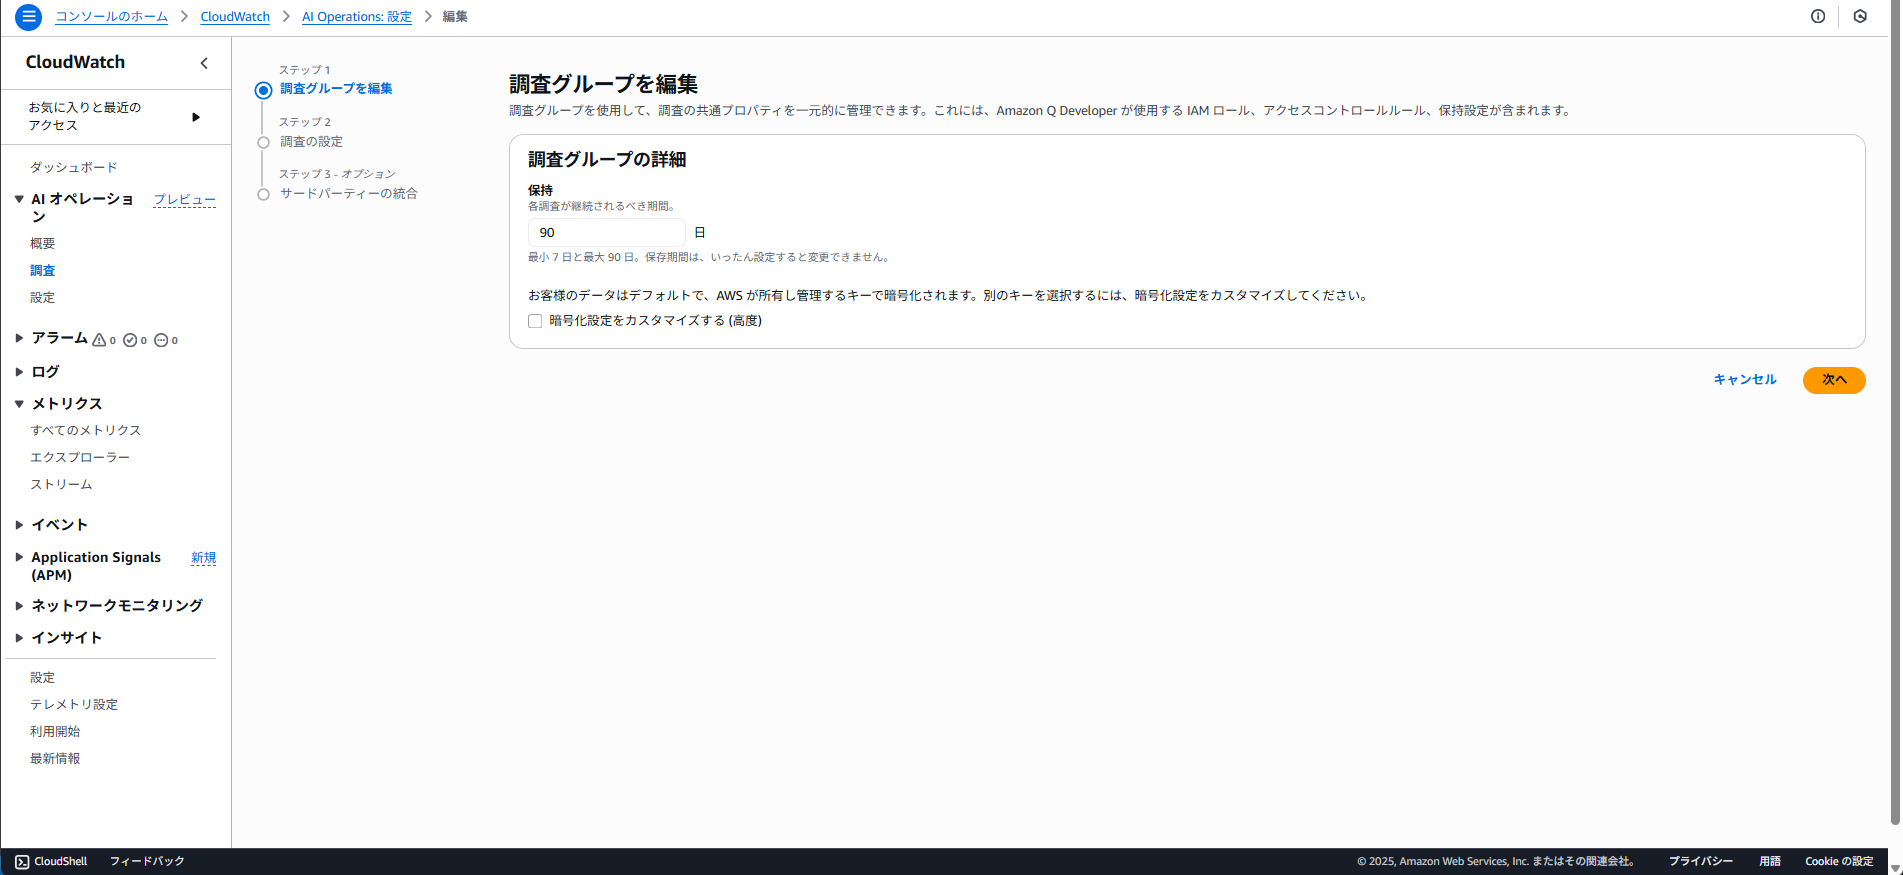 コンソールのホーム
CloudWatch
AI Operations: 設定
編集
CloudWatch
お気に入りと最近の
アクセス
ダッシュボード
AI オペレーショ
ン
プレビュー
概要
調査
設定
アラーム 0 0 0
ログ
メトリクス
すべてのメトリクス
エクスプローラー
ストリーム
イベント
Application Signals
(APM)
新規
ネットワークモニタリング
インサイト
設定
テレメトリ設定
利用開始
最新情報
ステップ 1
調査グループを編集
ステップ 2
調査の設定
ステップ 3 - オプション
サードパーティーの統合
調査グループを編集
調査グループを使用して、調査の共通プロパティを一元的に管理できます。これには、Amazon Q Developer が使用する IAM ロール、アクセスコントロールルール、保持設定が含まれます。
調査グループの詳細
保持
各調査が継続されるべき期間。
90 日
最小 7 日と最大 90 日。保存期間は、いったん設定すると変更できません。
お客様のデータはデフォルトで、AWS が所有し管理するキーで暗号化されます。別のキーを選択するには、暗号化設定をカスタマイズしてください。
暗号化設定をカスタマイズする (高度)
キャンセル
次へ
CloudShell
フィードバック
© 2025, Amazon Web Services, Inc. またはその関連会社。
プライバシー
用語
Cookie の設定